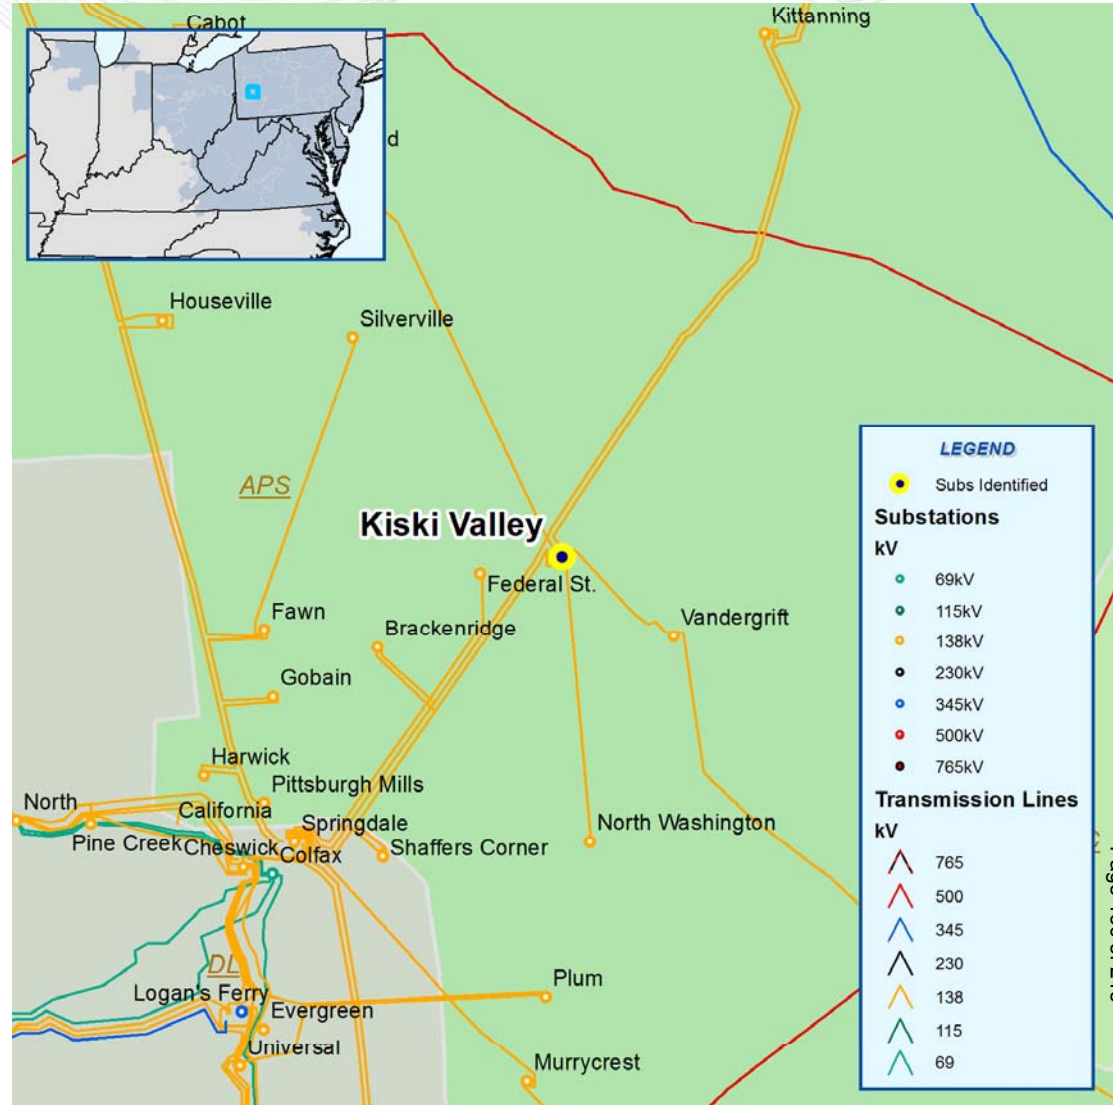 Kittanning
Cabot
d
Houseville
Silverville
APS
Kiski Valley
Federal St.
Fawn
Brackenridge
Vandergrift
Gobain
Harwick
Pittsburgh Mills
North
California
Springdale
North Washington
Pine Creek
Cheswick
Colfax
Shaffers Corner
DL
Plum
Logan's Ferry
Evergreen
Universal
Murrycrest
LEGEND
Subs Identified
Substations
kV
69kV
115kV
138kV
230kV
345kV
500kV
765kV
Transmission Lines
kV
765
500
345
230
138
115
69